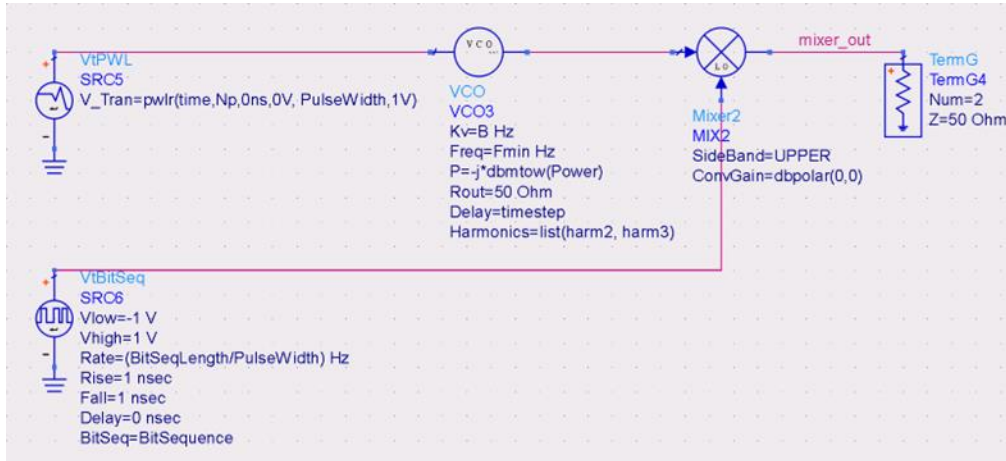 VtPWL
SRC5
V_Tran=pwlr(time,Np,0ns,0V, PulseWidth,1V)
VCO
VCO
VCO3
Kv=B Hz
Freq=Fmin Hz
P=-j*dbmtow(Power)
Rout=50 Ohm
Delay=timestep
Harmonics=list(harm2, harm3)
LO
Mixer2
MIX2
SideBand=UPPER
ConvGain=dbpolar(0,0)
mixer_out
TermG
TermG4
Num=2
Z=50 Ohm
VtBitSeq
SRC6
Vlow=-1 V
Vhigh=1 V
Rate=(BitSeqLength/PulseWidth) Hz
Rise=1 nsec
Fall=1 nsec
Delay=0 nsec
BitSeq=BitSequence